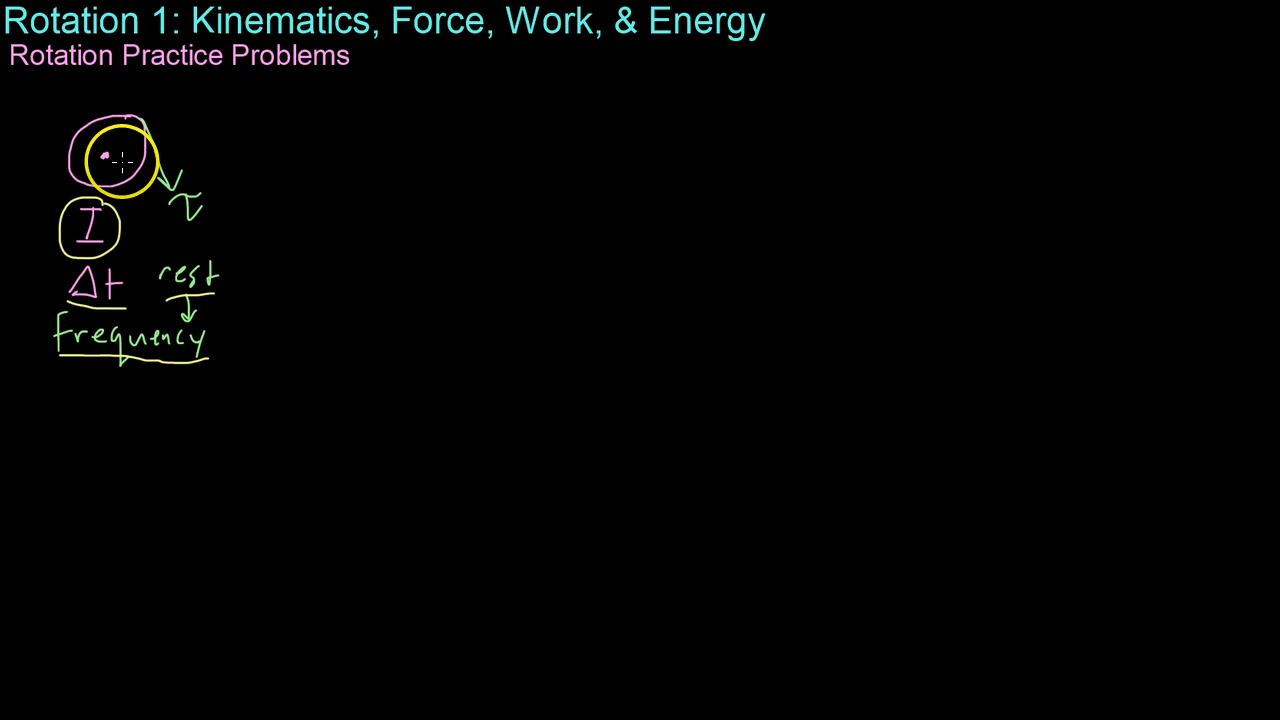 Rotation 1: Kinematics, Force, Work, & Energy
Rotation Practice Problems
τ
I
Δt rest
frequency